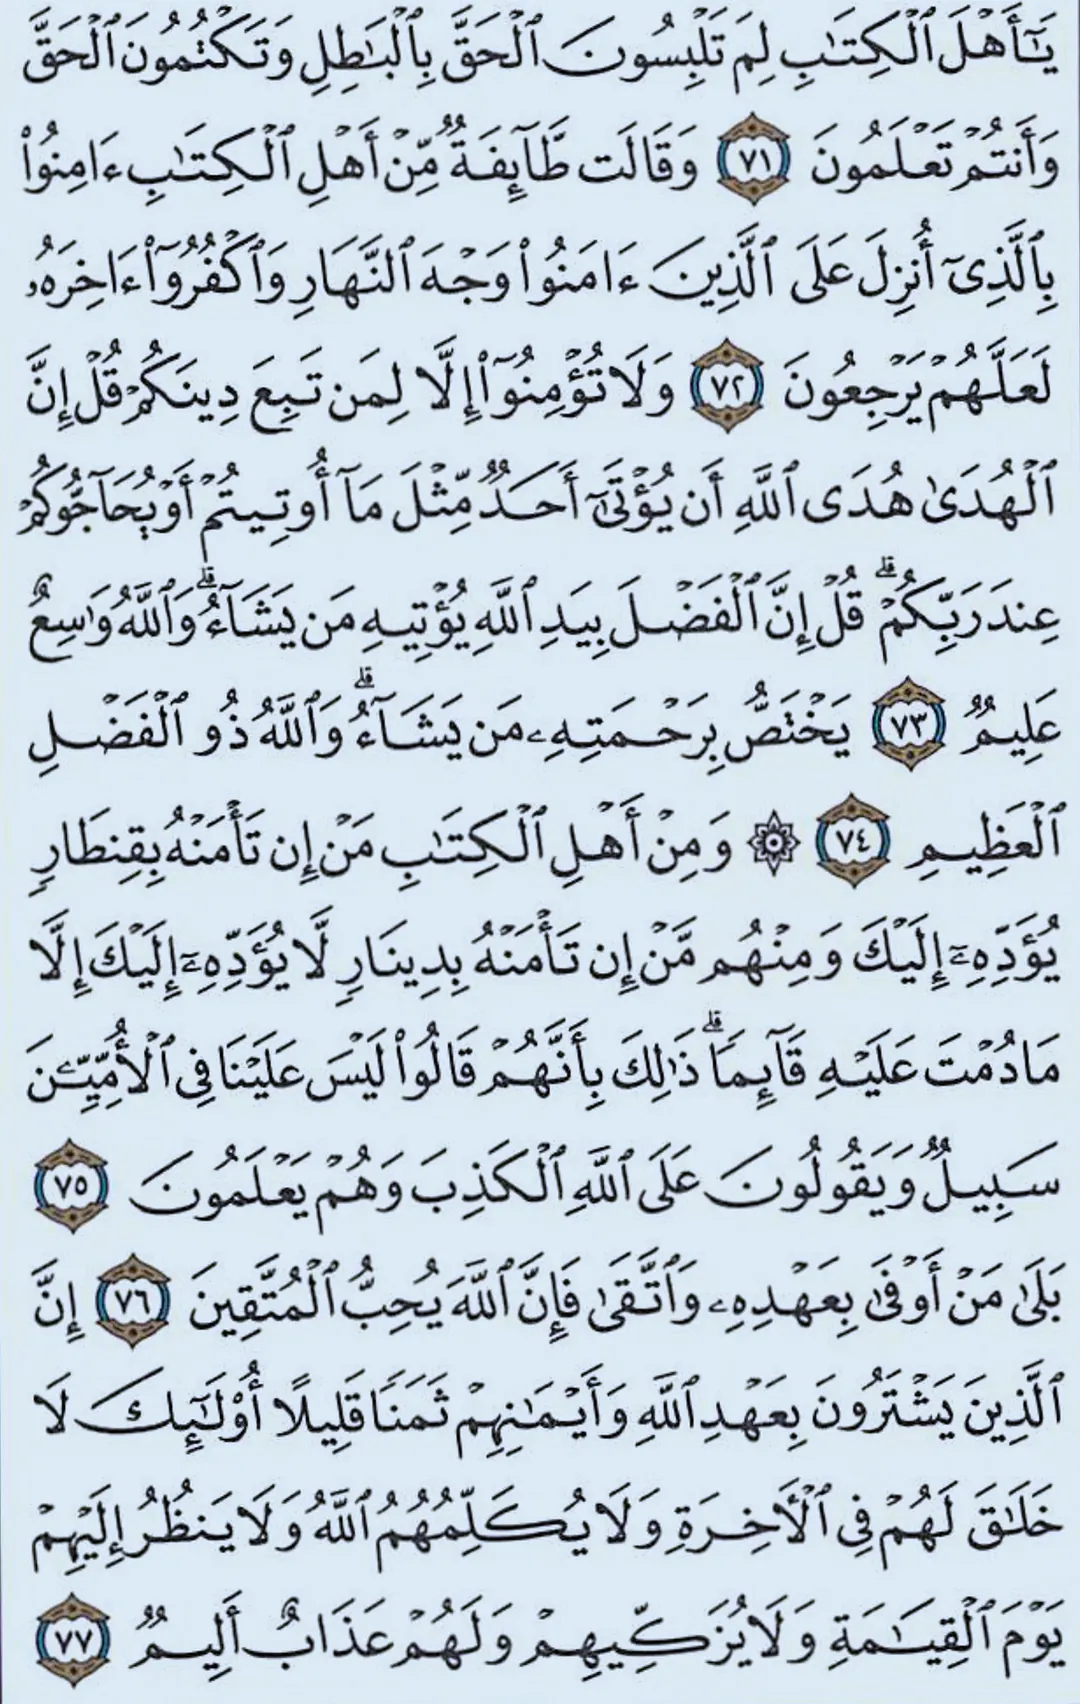 يَٰٓأَهْلَ ٱلْكِتَٰبِ لِمَ تَلْبِسُونَ ٱلْحَقَّ بِٱلْبَٰطِلِ وَتَكْتُمُونَ ٱلْحَقَّ
وَأَنتُمْ تَعْلَمُونَ ٧١ وَقَالَت طَّآئِفَةٌ مِّنْ أَهْلِ ٱلْكِتَٰبِ ءَامِنُوا۟
بِٱلَّذِىٓ أُنزِلَ عَلَى ٱلَّذِينَ ءَامَنُوا۟ وَجْهَ ٱلنَّهَارِ وَٱكْفُرُوٓا۟ ءَاخِرَهُۥ
لَعَلَّهُمْ يَرْجِعُونَ ٧٢ وَلَا تُؤْمِنُوٓا۟ إِلَّا لِمَن تَبِعَ دِينَكُمْ قُلْ إِنَّ
ٱلْهُدَىٰ هُدَى ٱللَّهِ أَن يُؤْتَىٰٓ أَحَدٌ مِّثْلَ مَآ أُوتِيتُمْ أَوْ يُحَآجُّوكُمْ
عِندَ رَبِّكُمْ ۗ قُلْ إِنَّ ٱلْفَضْلَ بِيَدِ ٱللَّهِ يُؤْتِيهِ مَن يَشَآءُ ۗ وَٱللَّهُ وَٰسِعٌ
عَلِيمٌ ٧٣ يَخْتَصُّ بِرَحْمَتِهِۦ مَن يَشَآءُ ۗ وَٱللَّهُ ذُو ٱلْفَضْلِ
ٱلْعَظِيمِ ٧٤ ۞ وَمِنْ أَهْلِ ٱلْكِتَٰبِ مَنْ إِن تَأْمَنْهُ بِقِنطَارٍ
يُؤَدِّهِۦٓ إِلَيْكَ وَمِنْهُم مَّنْ إِن تَأْمَنْهُ بِدِينَارٍ لَّا يُؤَدِّهِۦٓ إِلَيْكَ إِلَّا
مَا دُمْتَ عَلَيْهِ قَآئِمًا ۗ ذَٰلِكَ بِأَنَّهُمْ قَالُوا۟ لَيْسَ عَلَيْنَا فِى ٱلْأُمِّيِّـۧنَ
سَبِيلٌ وَيَقُولُونَ عَلَى ٱللَّهِ ٱلْكَذِبَ وَهُمْ يَعْلَمُونَ ٧٥
بَلَىٰ مَنْ أَوْفَىٰ بِعَهْدِهِۦ وَٱتَّقَىٰ فَإِنَّ ٱللَّهَ يُحِبُّ ٱلْمُتَّقِينَ ٧٦ إِنَّ
ٱلَّذِينَ يَشْتَرُونَ بِعَهْدِ ٱللَّهِ وَأَيْمَٰنِهِمْ ثَمَنًا قَلِيلًا أُو۟لَٰٓئِكَ لَا
خَلَٰقَ لَهُمْ فِى ٱلْأَخِرَةِ وَلَا يُكَلِّمُهُمُ ٱللَّهُ وَلَا يَنظُرُ إِلَيْهِمْ
يَوْمَ ٱلْقِيَٰمَةِ وَلَا يُزَكِّيهِمْ وَلَهُمْ عَذَابٌ أَلِيمٌ ٧٧